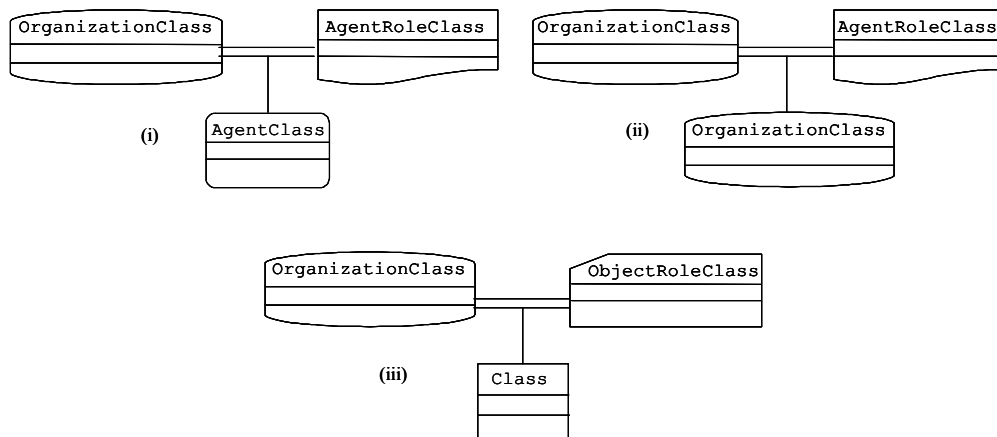 OrganizationClass
AgentRoleClass
AgentClass
(i)
OrganizationClass
AgentRoleClass
OrganizationClass
(ii)
OrganizationClass
ObjectRoleClass
Class
(iii)